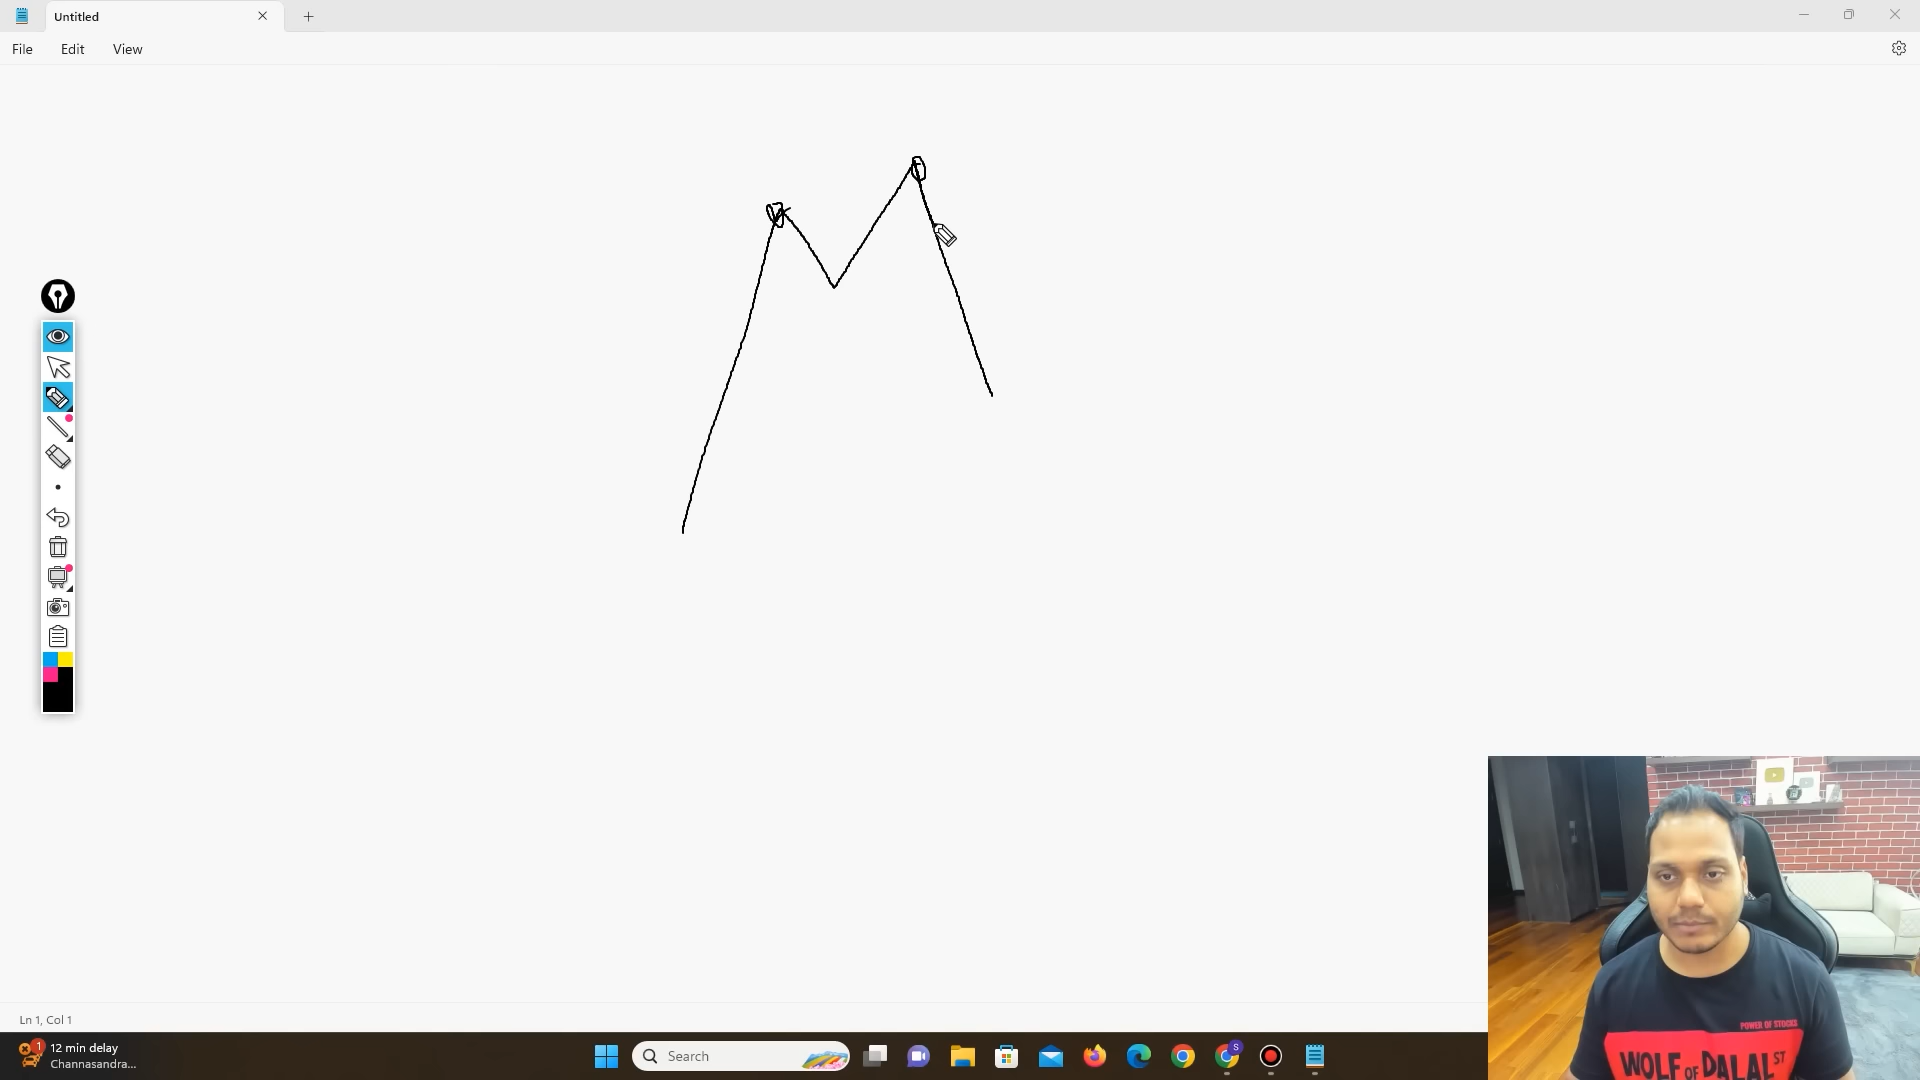 Untitled
File Edit View
Ln 1, Col 1
12 min delay
Channasandra...
Search
S
1
POWER OF STOCKS
WOLF OF DALAL ST